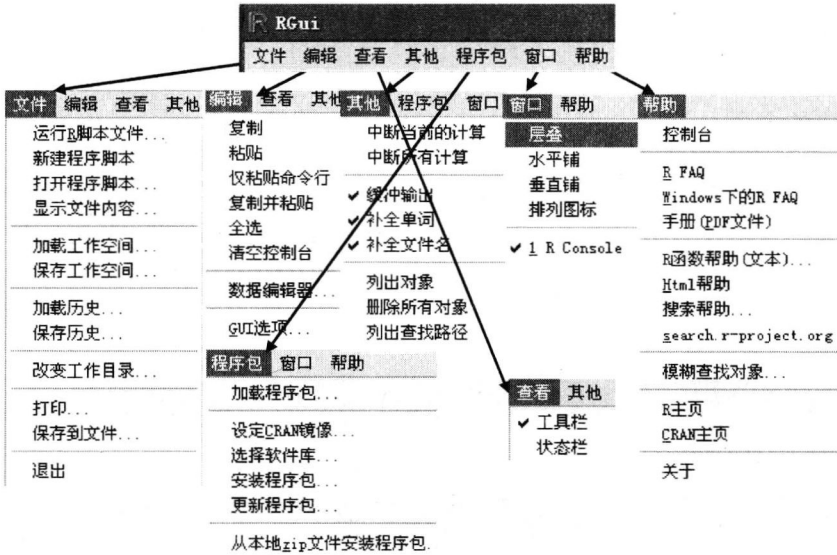 RGui
文件 编辑 查看 其他 程序包 窗口 帮助
文件 编辑 查看 其他
运行R脚本文件...
新建程序脚本
打开程序脚本...
显示文件内容...
加载工作空间...
保存工作空间...
加载历史...
保存历史...
改变工作目录...
打印...
保存到文件...
退出
编辑 查看 其他
复制
粘贴
仅粘贴命令行
复制并粘贴
全选
清空控制台
数据编辑器...
GUI选项...
其他 程序包 窗口
中断当前的计算
中断所有计算
缓冲输出
补全单词
补全文件名
列出对象
删除所有对象
列出查找路径
窗口 帮助
层叠
水平铺
垂直铺
排列图标
1 R Console
帮助
控制台
R FAQ
Windows下的R FAQ
手册(PDF文件)
R函数帮助(文本)...
Html帮助
搜索帮助...
search.r-project.org
模糊查找对象...
R主页
CRAN主页
关于
程序包 窗口 帮助
加载程序包...
设定CRAN镜像...
选择软件库...
安装程序包...
更新程序包...
从本地zip文件安装程序包.
查看 其他
工具栏
状态栏